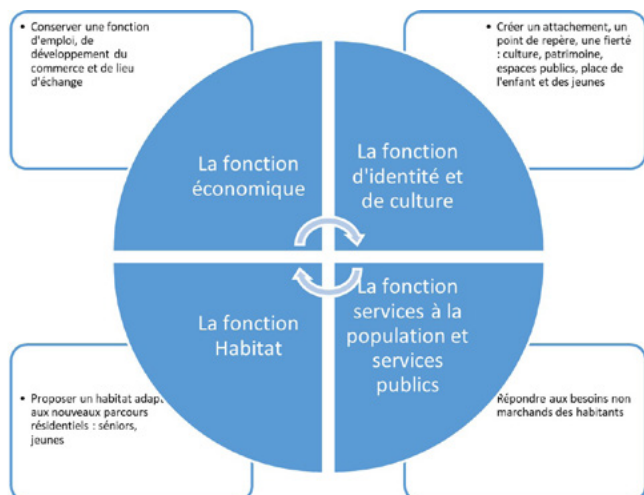 • Conserver une fonction
d'emploi, de
développement du
commerce et de lieu
d'échange
• Créer un attachement, un
point de repère, une fierté
: culture, patrimoine,
espaces publics, place de
l'enfant et des jeunes
La fonction
économique
La fonction
d'identité et
de culture
La fonction
Habitat
La fonction
services à la
population et
services
publics
• Proposer un habitat adap
aux nouveaux parcours
résidentiels : séniors,
jeunes
Répondre aux besoins non
marchands des habitants